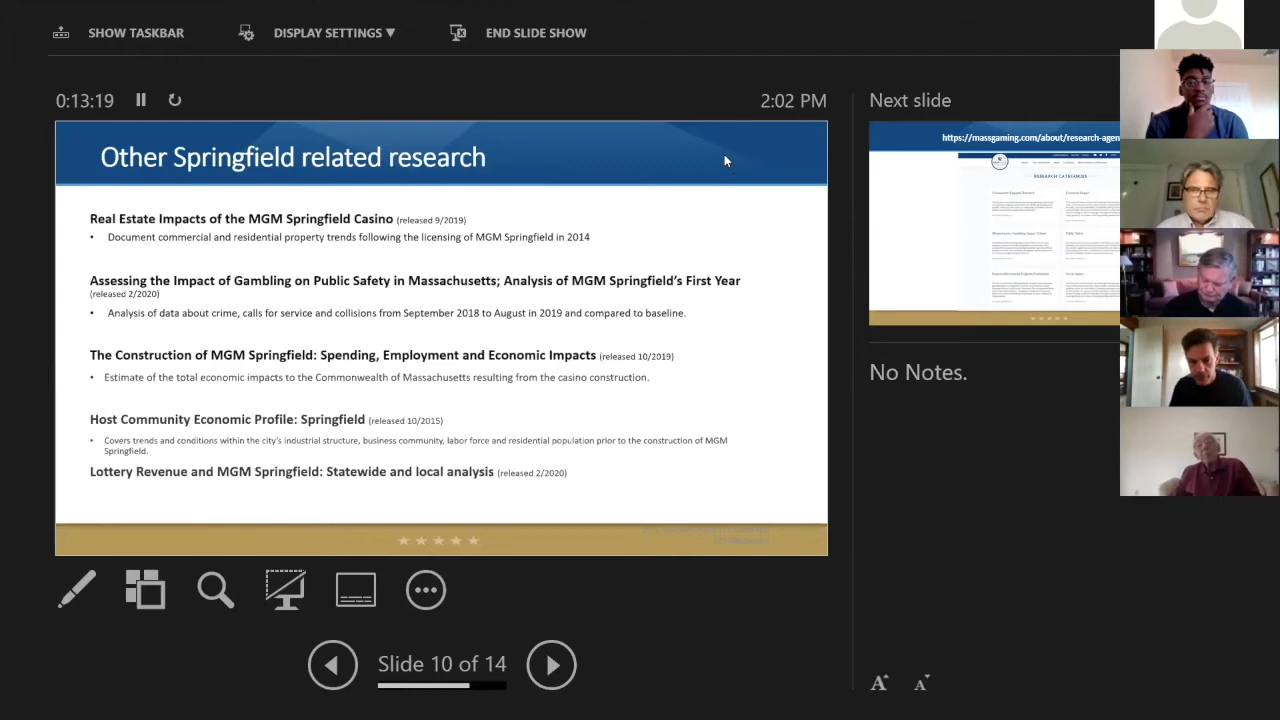 SHOW TASKBAR
DISPLAY SETTINGS ▼
END SLIDE SHOW
0:13:19
2:02 PM
Next slide
Other Springfield related research
Real Estate Impacts of the MGM Springfield Casino (released 9/2019)
• Document commercial and residential property trends following the licensing of MGM Springfield in 2014
Assessing the Impact of Gambling on Public Safety in Massachusetts; Analysis of MGM Springfield's First Year
(released 2/2020)
• Analysis of data about crime, calls for service and collisions from September 2018 to August in 2019 and compared to baseline.
The Construction of MGM Springfield: Spending, Employment and Economic Impacts (released 10/2019)
• Estimate of the total economic impacts to the Commonwealth of Massachusetts resulting from the casino construction.
Host Community Economic Profile: Springfield (released 10/2015)
• Covers trends and conditions within the city's industrial structure, business community, labor force and residential population prior to the construction of MGM
Springfield.
Lottery Revenue and MGM Springfield: Statewide and local analysis (released 2/2020)
https://massgaming.com/about/research-agen
RESEARCH CATEGORIES
No Notes.
Slide 10 of 14
A A